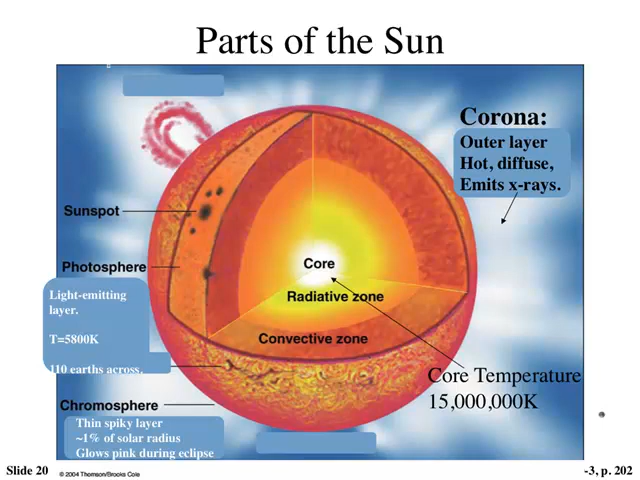 Parts of the Sun
Corona:
Outer layer
Hot, diffuse,
Emits x-rays.
Sunspot
Core
Photosphere
Radiative zone
Light-emitting
layer.
T=5800K
110 earths across.
Convective zone
Core Temperature
15,000,000K
Chromosphere
Thin spiky layer
~1% of solar radius
Glows pink during eclipse
Slide 20
© 2004 Thomson/Brooks Cole
-3, p. 202